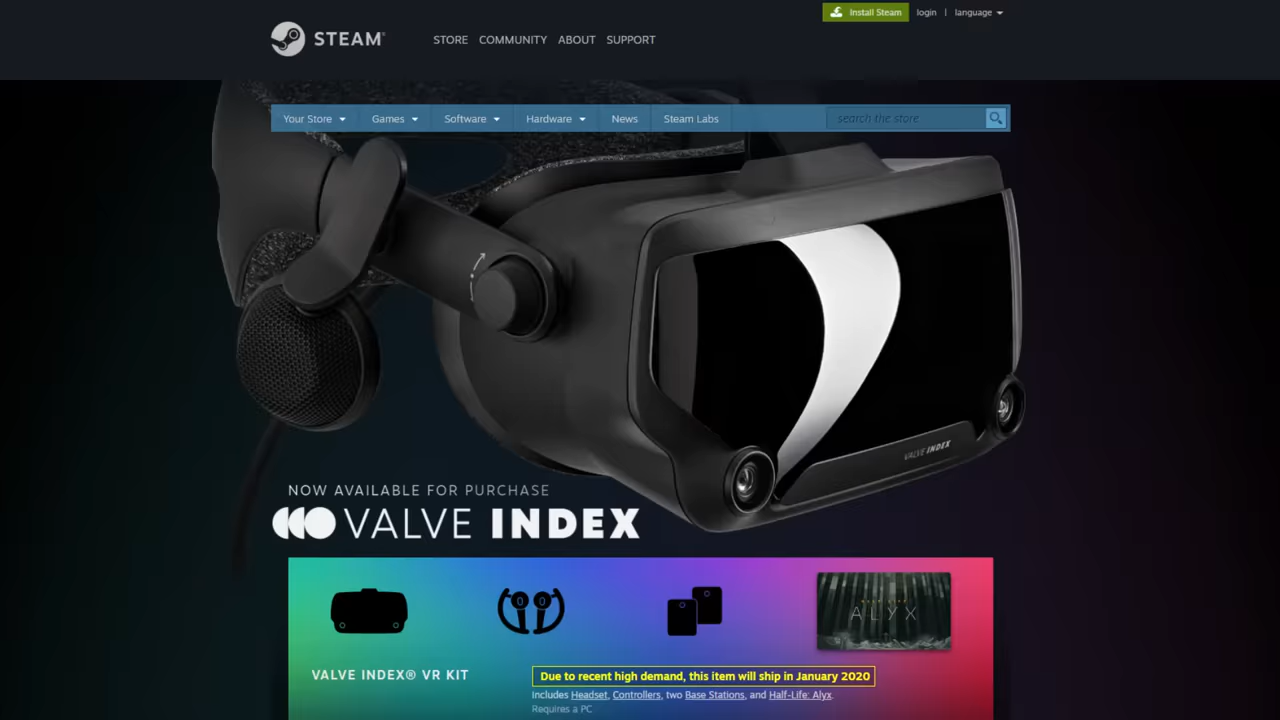 Install Steam
login | language
STEAM®
STORE COMMUNITY ABOUT SUPPORT
Your Store Games Software Hardware News Steam Labs
search the store
VALVE INDEX
NOW AVAILABLE FOR PURCHASE
VALVE INDEX
ALYX
VALVE INDEX® VR KIT
Due to recent high demand, this item will ship in January 2020
Includes Headset, Controllers, two Base Stations, and Half-Life: Alyx.
Requires a PC